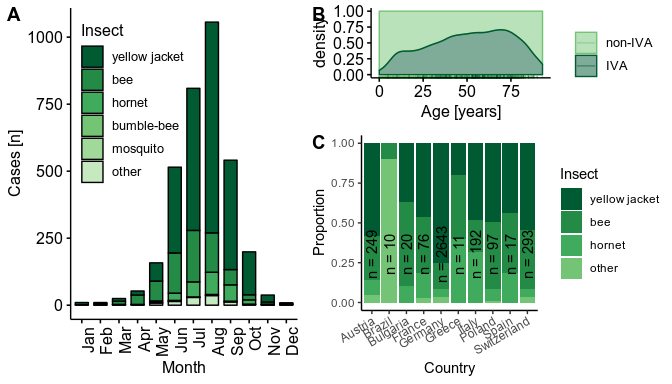 A
Insect
yellow jacket
bee
hornet
bumble-bee
mosquito
other
Cases [n]
1000
750
500
250
0
Jan
Feb
Mar
Apr
May
Jun
Jul
Aug
Sep
Oct
Nov
Dec
Month
B
density
1.00
0.75
0.50
0.25
0.00
0
25
50
75
Age [years]
non-IVA
IVA
C
Proportion
1.00
0.75
0.50
0.25
0.00
n = 249
n = 10
n = 20
n = 76
n = 2643
n = 11
n = 192
n = 97
n = 17
n = 293
Austria
Brazil
Bulgaria
France
Germany
Greece
Italy
Poland
Spain
Switzerland
Country
Insect
yellow jacket
bee
hornet
other